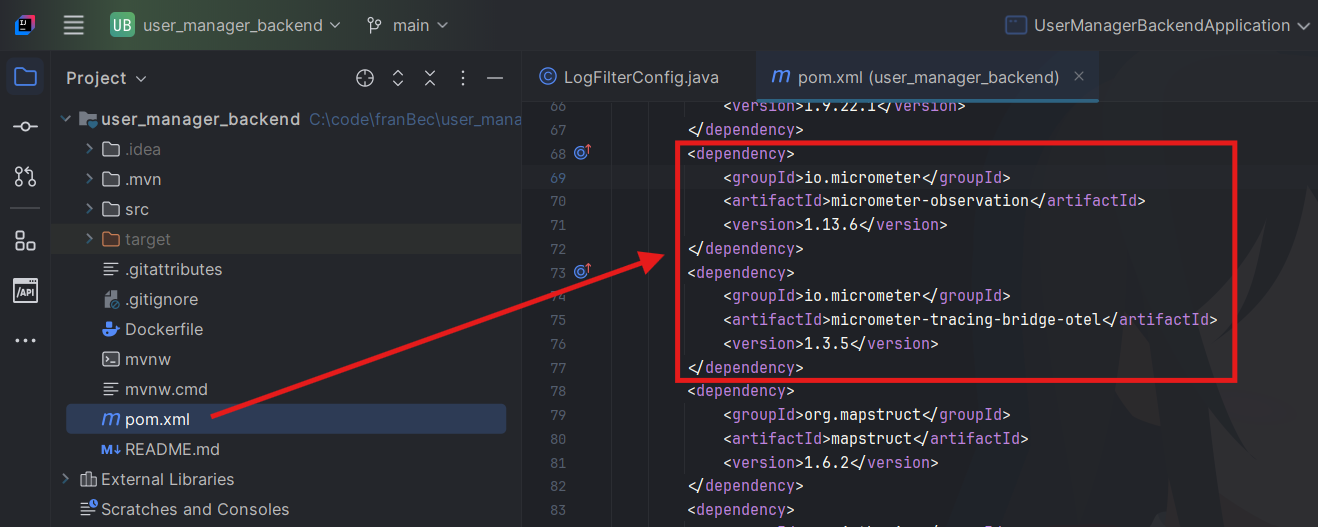 UB user_manager_backend main UserManagerBackendApplication
Project
LogFilterConfig.java
pom.xml (user_manager_backend)
user_manager_backend C:\code\franBec\user_mana
.idea
.mvn
src
target
.gitattributes
.gitignore
Dockerfile
mvnw
mvnw.cmd
pom.xml
README.md
External Libraries
Scratches and Consoles
66 <version>1.9.22.1</version>
67 </dependency>
68 <dependency>
69 <groupId>io.micrometer</groupId>
70 <artifactId>micrometer-observation</artifactId>
71 <version>1.13.6</version>
72 </dependency>
73 <dependency>
74 <groupId>io.micrometer</groupId>
75 <artifactId>micrometer-tracing-bridge-otel</artifactId>
76 <version>1.3.5</version>
77 </dependency>
78 <dependency>
79 <groupId>org.mapstruct</groupId>
80 <artifactId>mapstruct</artifactId>
81 <version>1.6.2</version>
82 </dependency>
83 <dependency>